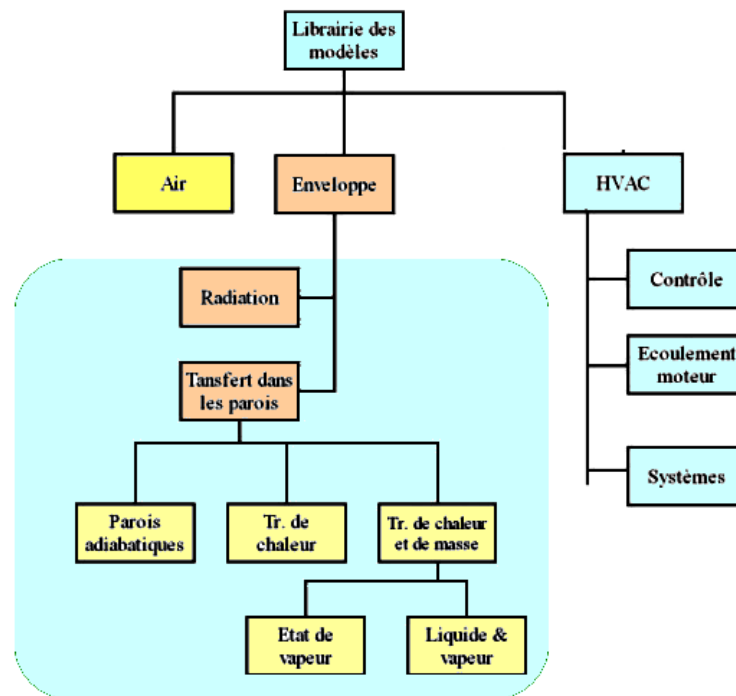 Librairie des
modèles
Air
Enveloppe
HVAC
Radiation
Contrôle
Ecoulement
moteur
Tansfert dans
les parois
Systèmes
Parois
adiabatiques
Tr. de
chaleur
Tr. de chaleur
et de masse
Etat de
vapeur
Liquide &
vapeur